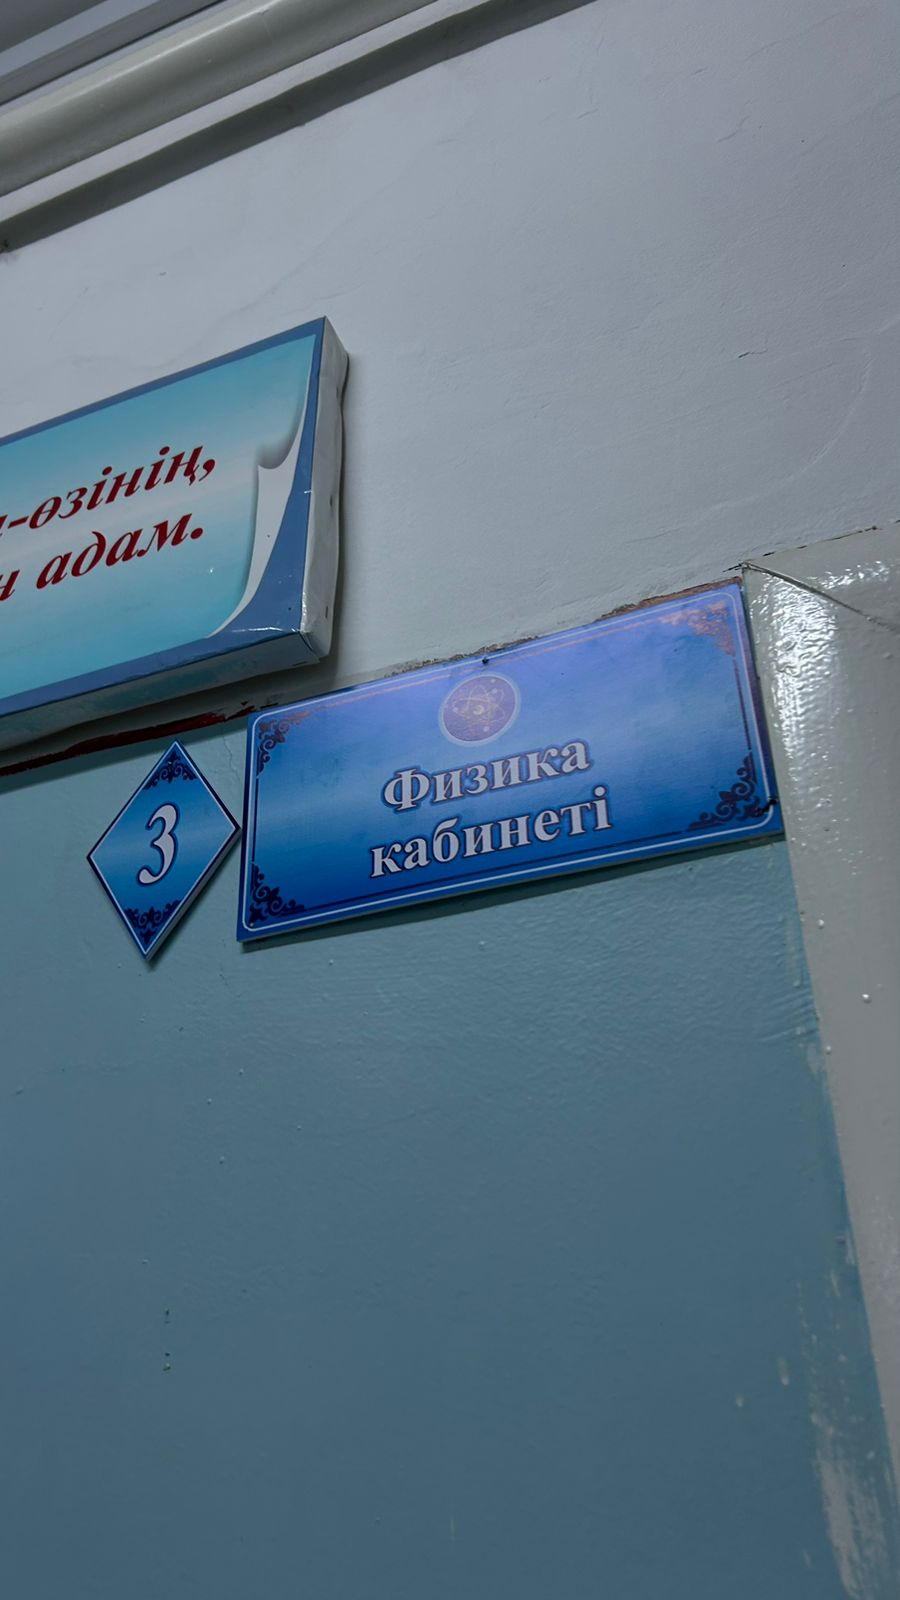 -өзінің,
адам.
3
Физика
кабинеті